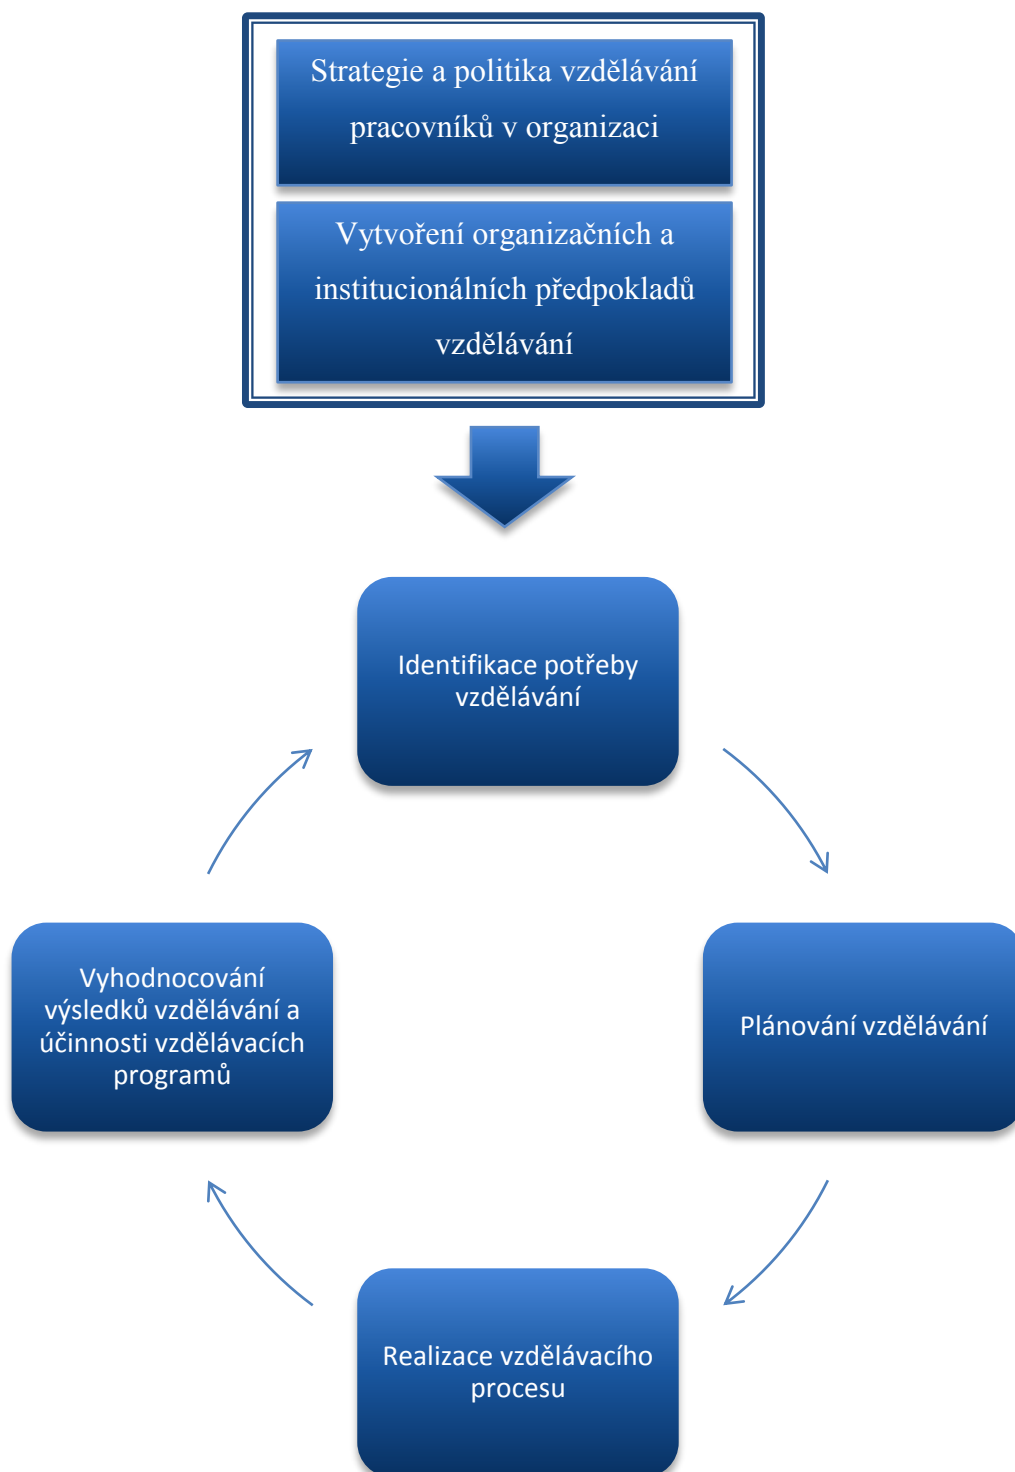 Strategie a politika vzdělávání
pracovníků v organizaci
Vytvoření organizačních a
institucionálních předpokladů
vzdělávání
Identifikace potřeby
vzdělávání
Vyhodnocování
výsledků vzdělávání a
účinnosti vzdělávacích
programů
Plánování vzdělávání
Realizace vzdělávacího
procesu